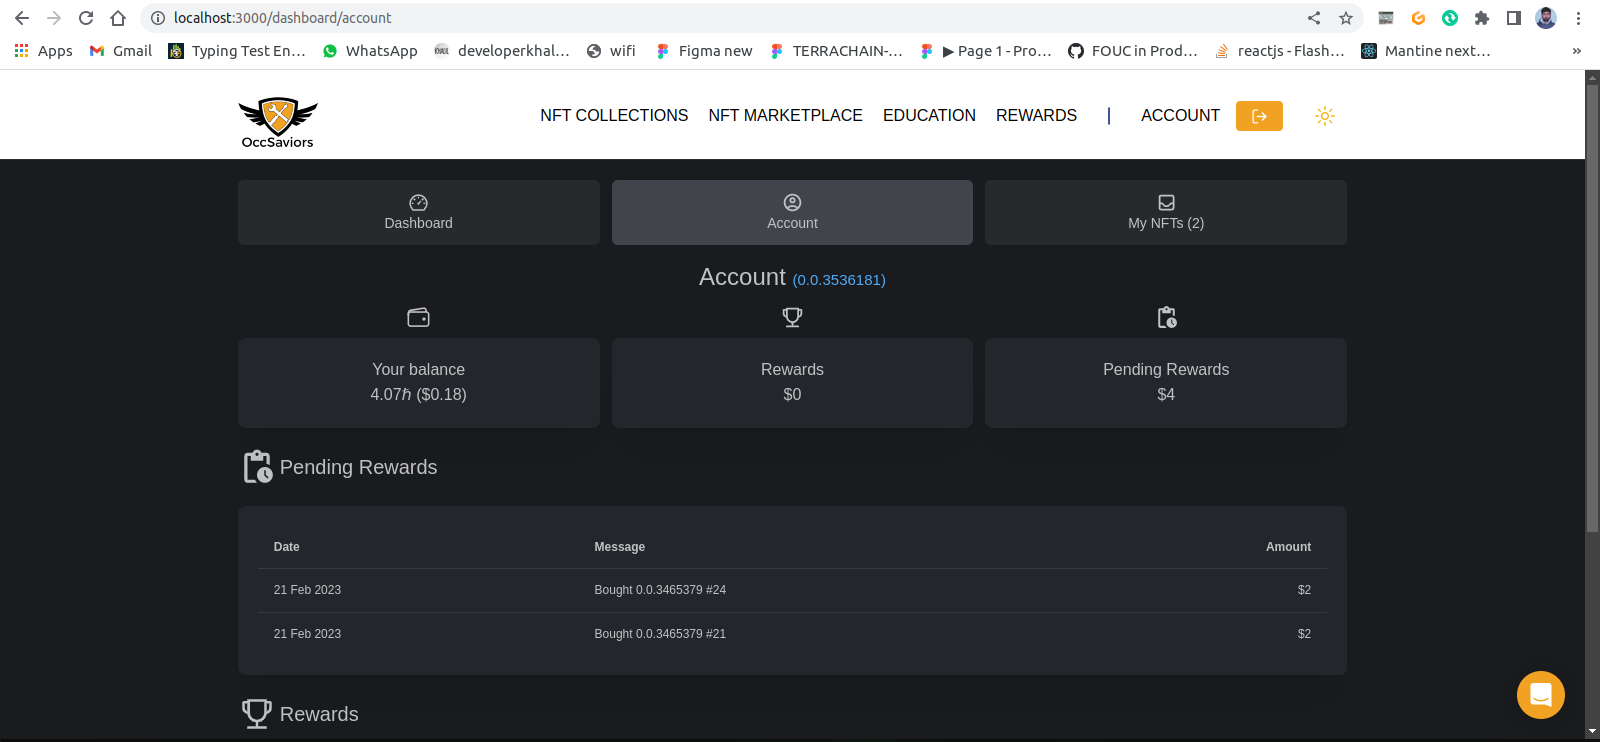 localhost:3000/dashboard/account
Apps Gmail Typing Test En… WhatsApp developerkhal… wifi Figma new TERRACHAIN-… ▶ Page 1 - Pro… FOUC in Prod… reactjs - Flash… Mantine next… »
OccSaviors
NFT COLLECTIONS NFT MARKETPLACE EDUCATION REWARDS | ACCOUNT
Dashboard
Account
My NFTs (2)
Account (0.0.3536181)
Your balance
4.07ℏ ($0.18)
Rewards
$0
Pending Rewards
$4
Pending Rewards
Date Message Amount
21 Feb 2023 Bought 0.0.3465379 #24 $2
21 Feb 2023 Bought 0.0.3465379 #21 $2
Rewards